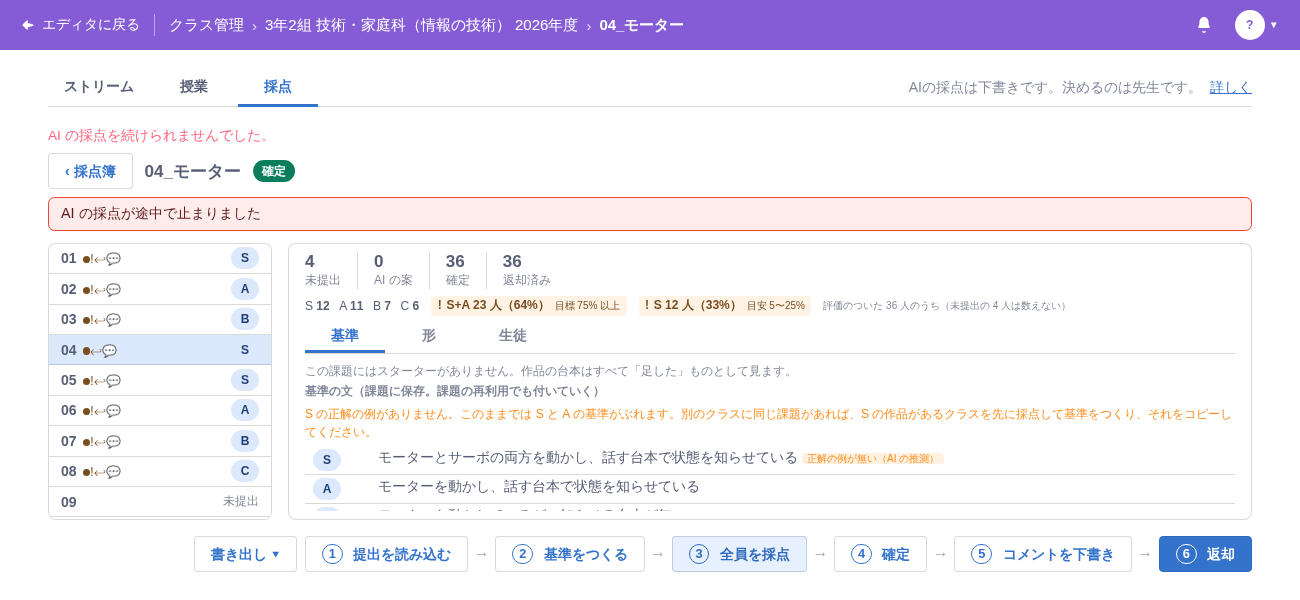 エディタに戻る クラス管理 › 3年2組 技術・家庭科（情報の技術） 2026年度 › 04_モーター ?
ストリーム 授業 採点 AIの採点は下書きです。決めるのは先生です。 詳しく
AI の採点を続けられませんでした。
‹ 採点簿 04_モーター 確定
AI の採点が途中で止まりました
01 ! S
02 ! A
03 ! B
04 S
05 ! S
06 ! A
07 ! B
08 ! C
09 未提出
4 0 36 36
未提出 AI の案 確定 返却済み
S 12 A 11 B 7 C 6 ! S+A 23 人（64%） 目標 75% 以上 ! S 12 人（33%） 目安 5〜25% 評価のついた 36 人のうち（未提出の 4 人は数えない）
基準 形 生徒
この課題にはスターターがありません。作品の台本はすべて「足した」ものとして見ます。
基準の文（課題に保存。課題の再利用でも付いていく）
S の正解の例がありません。このままでは S と A の基準がぶれます。別のクラスに同じ課題があれば、S の作品があるクラスを先に採点して基準をつくり、それをコピーし
てください。
S モーターとサーボの両方を動かし、話す台本で状態を知らせている 正解の例が無い（AI の推測）
A モーターを動かし、話す台本で状態を知らせている
書き出し ▼ 1 提出を読み込む → 2 基準をつくる → 3 全員を採点 → 4 確定 → 5 コメントを下書き → 6 返却